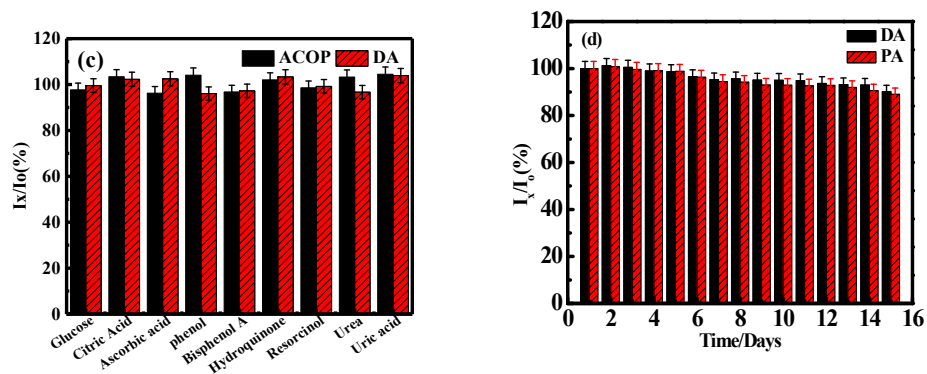 (c)
ACOP DA
Ix/Io(%)
120
100
80
60
40
20
0
Glucose
Citric Acid
Ascorbic acid
phenol
Bisphenol A
Hydroquinone
Resorcinol
Urea
Uric acid
(d)
DA
PA
Ix/Io(%)
120
100
80
60
40
20
0
0 2 4 6 8 10 12 14 16
Time/Days